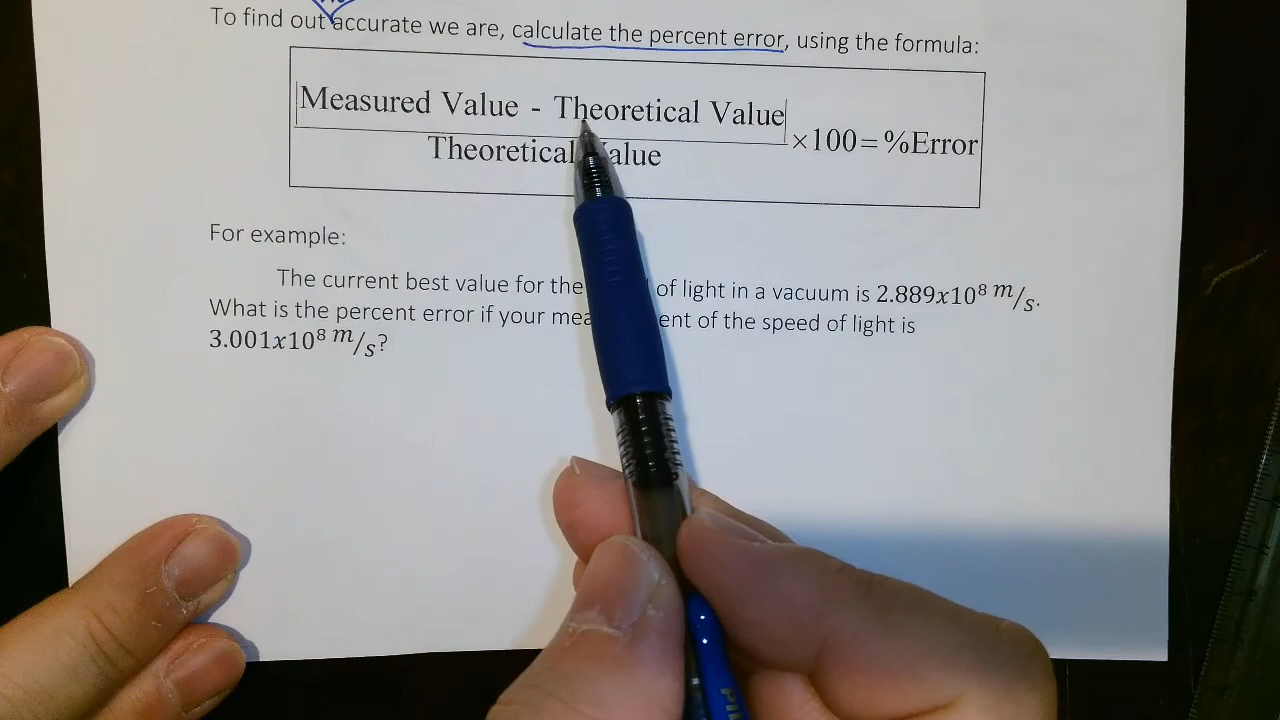 To find out accurate we are, calculate the percent error, using the formula:
|Measured Value - Theoretical Value|
Theoretical Value
×100=%Error
For example:
The current best value for the of light in a vacuum is 2.889x10⁸ m/s.
What is the percent error if your of the speed of light is
3.001x10⁸ m/s?